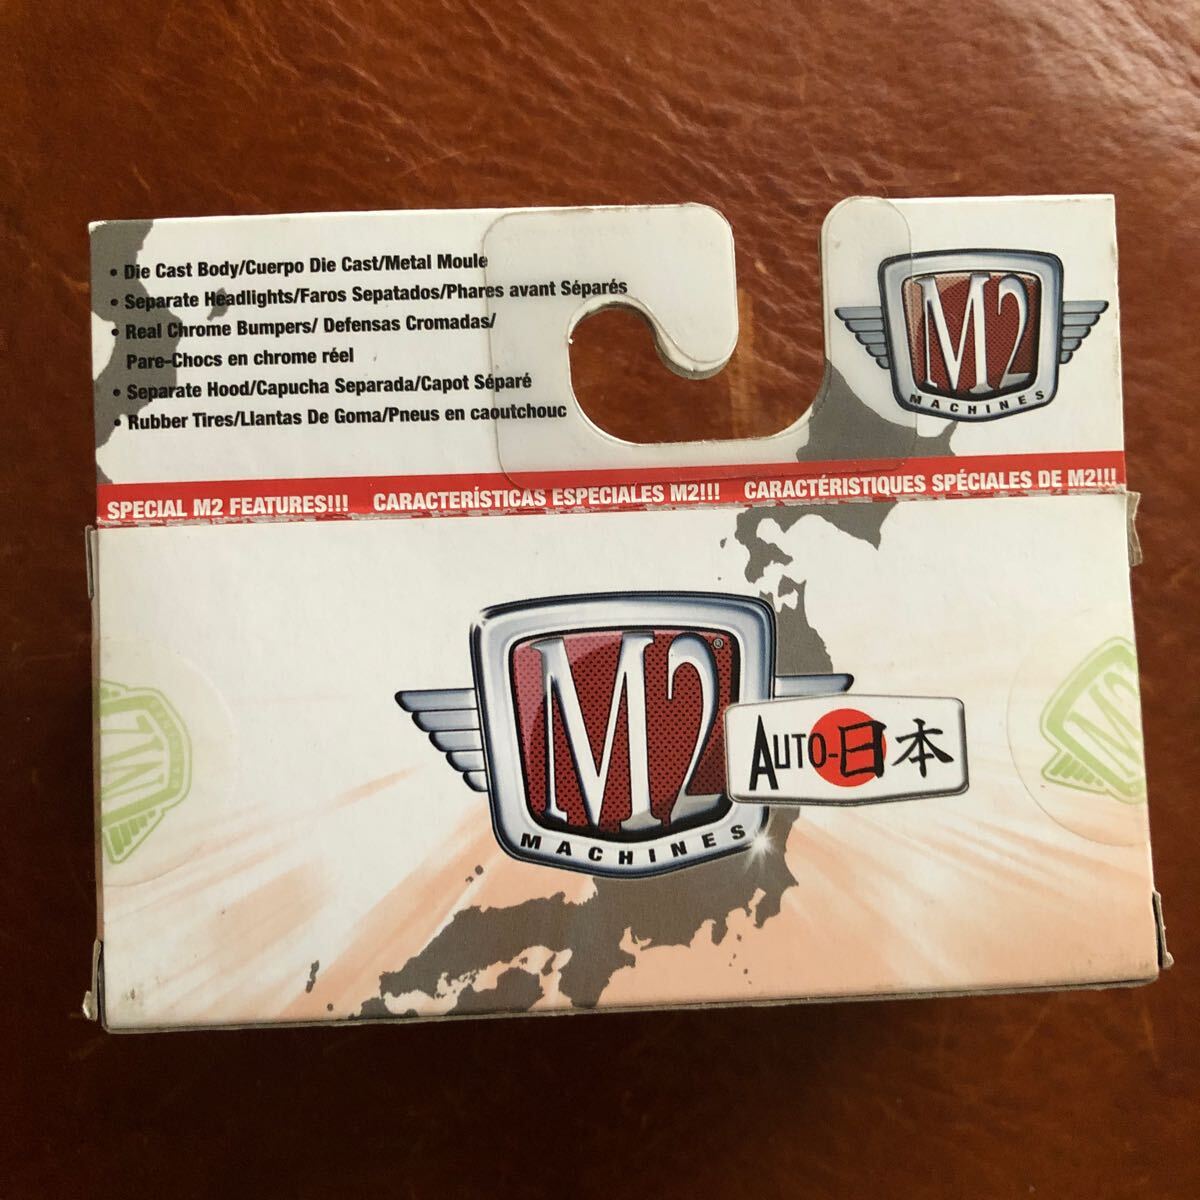 • Die Cast Body/Cuerpo Die Cast/Metal Moule
• Separate Headlights/Faros Sepatados/Phares avant Séparés
• Real Chrome Bumpers/ Defensas Cromadas/
Pare-Chocs en chrome réel
• Separate Hood/Capucha Separada/Capot Séparé
• Rubber Tires/Llantas De Goma/Pneus en caoutchouc
M2
MACHINES
SPECIAL M2 FEATURES!!! CARACTERÍSTICAS ESPECIALES M2!!! CARACTÉRISTIQUES SPÉCIALES DE M2!!!
M2®
MACHINES
AUTO-日本
M2
M2